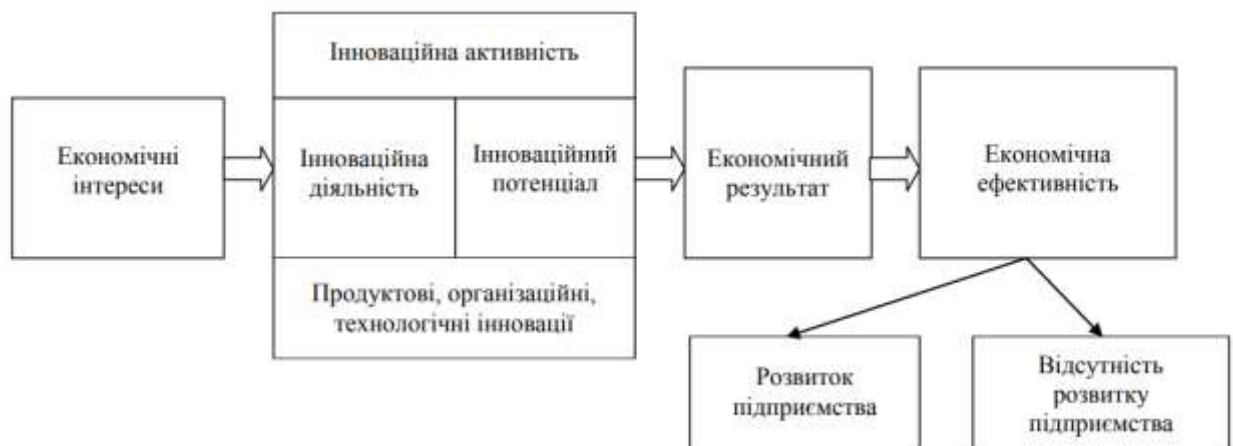 Інноваційна активність
Економічні
інтереси
Інноваційна
діяльність
Інноваційний
потенціал
Економічний
результат
Економічна
ефективність
Продуктові, організаційні,
технологічні інновації
Розвиток
підприємства
Відсутність
розвитку
підприємства